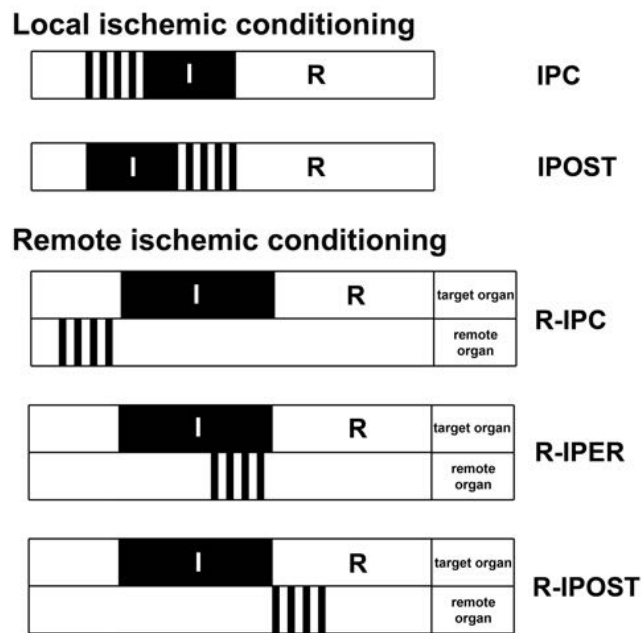 Local ischemic conditioning
I R IPC
I R IPOST
Remote ischemic conditioning
I R target organ
remote
organ
R-IPC
I R target organ
remote
organ
R-IPER
I R target organ
remote
organ
R-IPOST